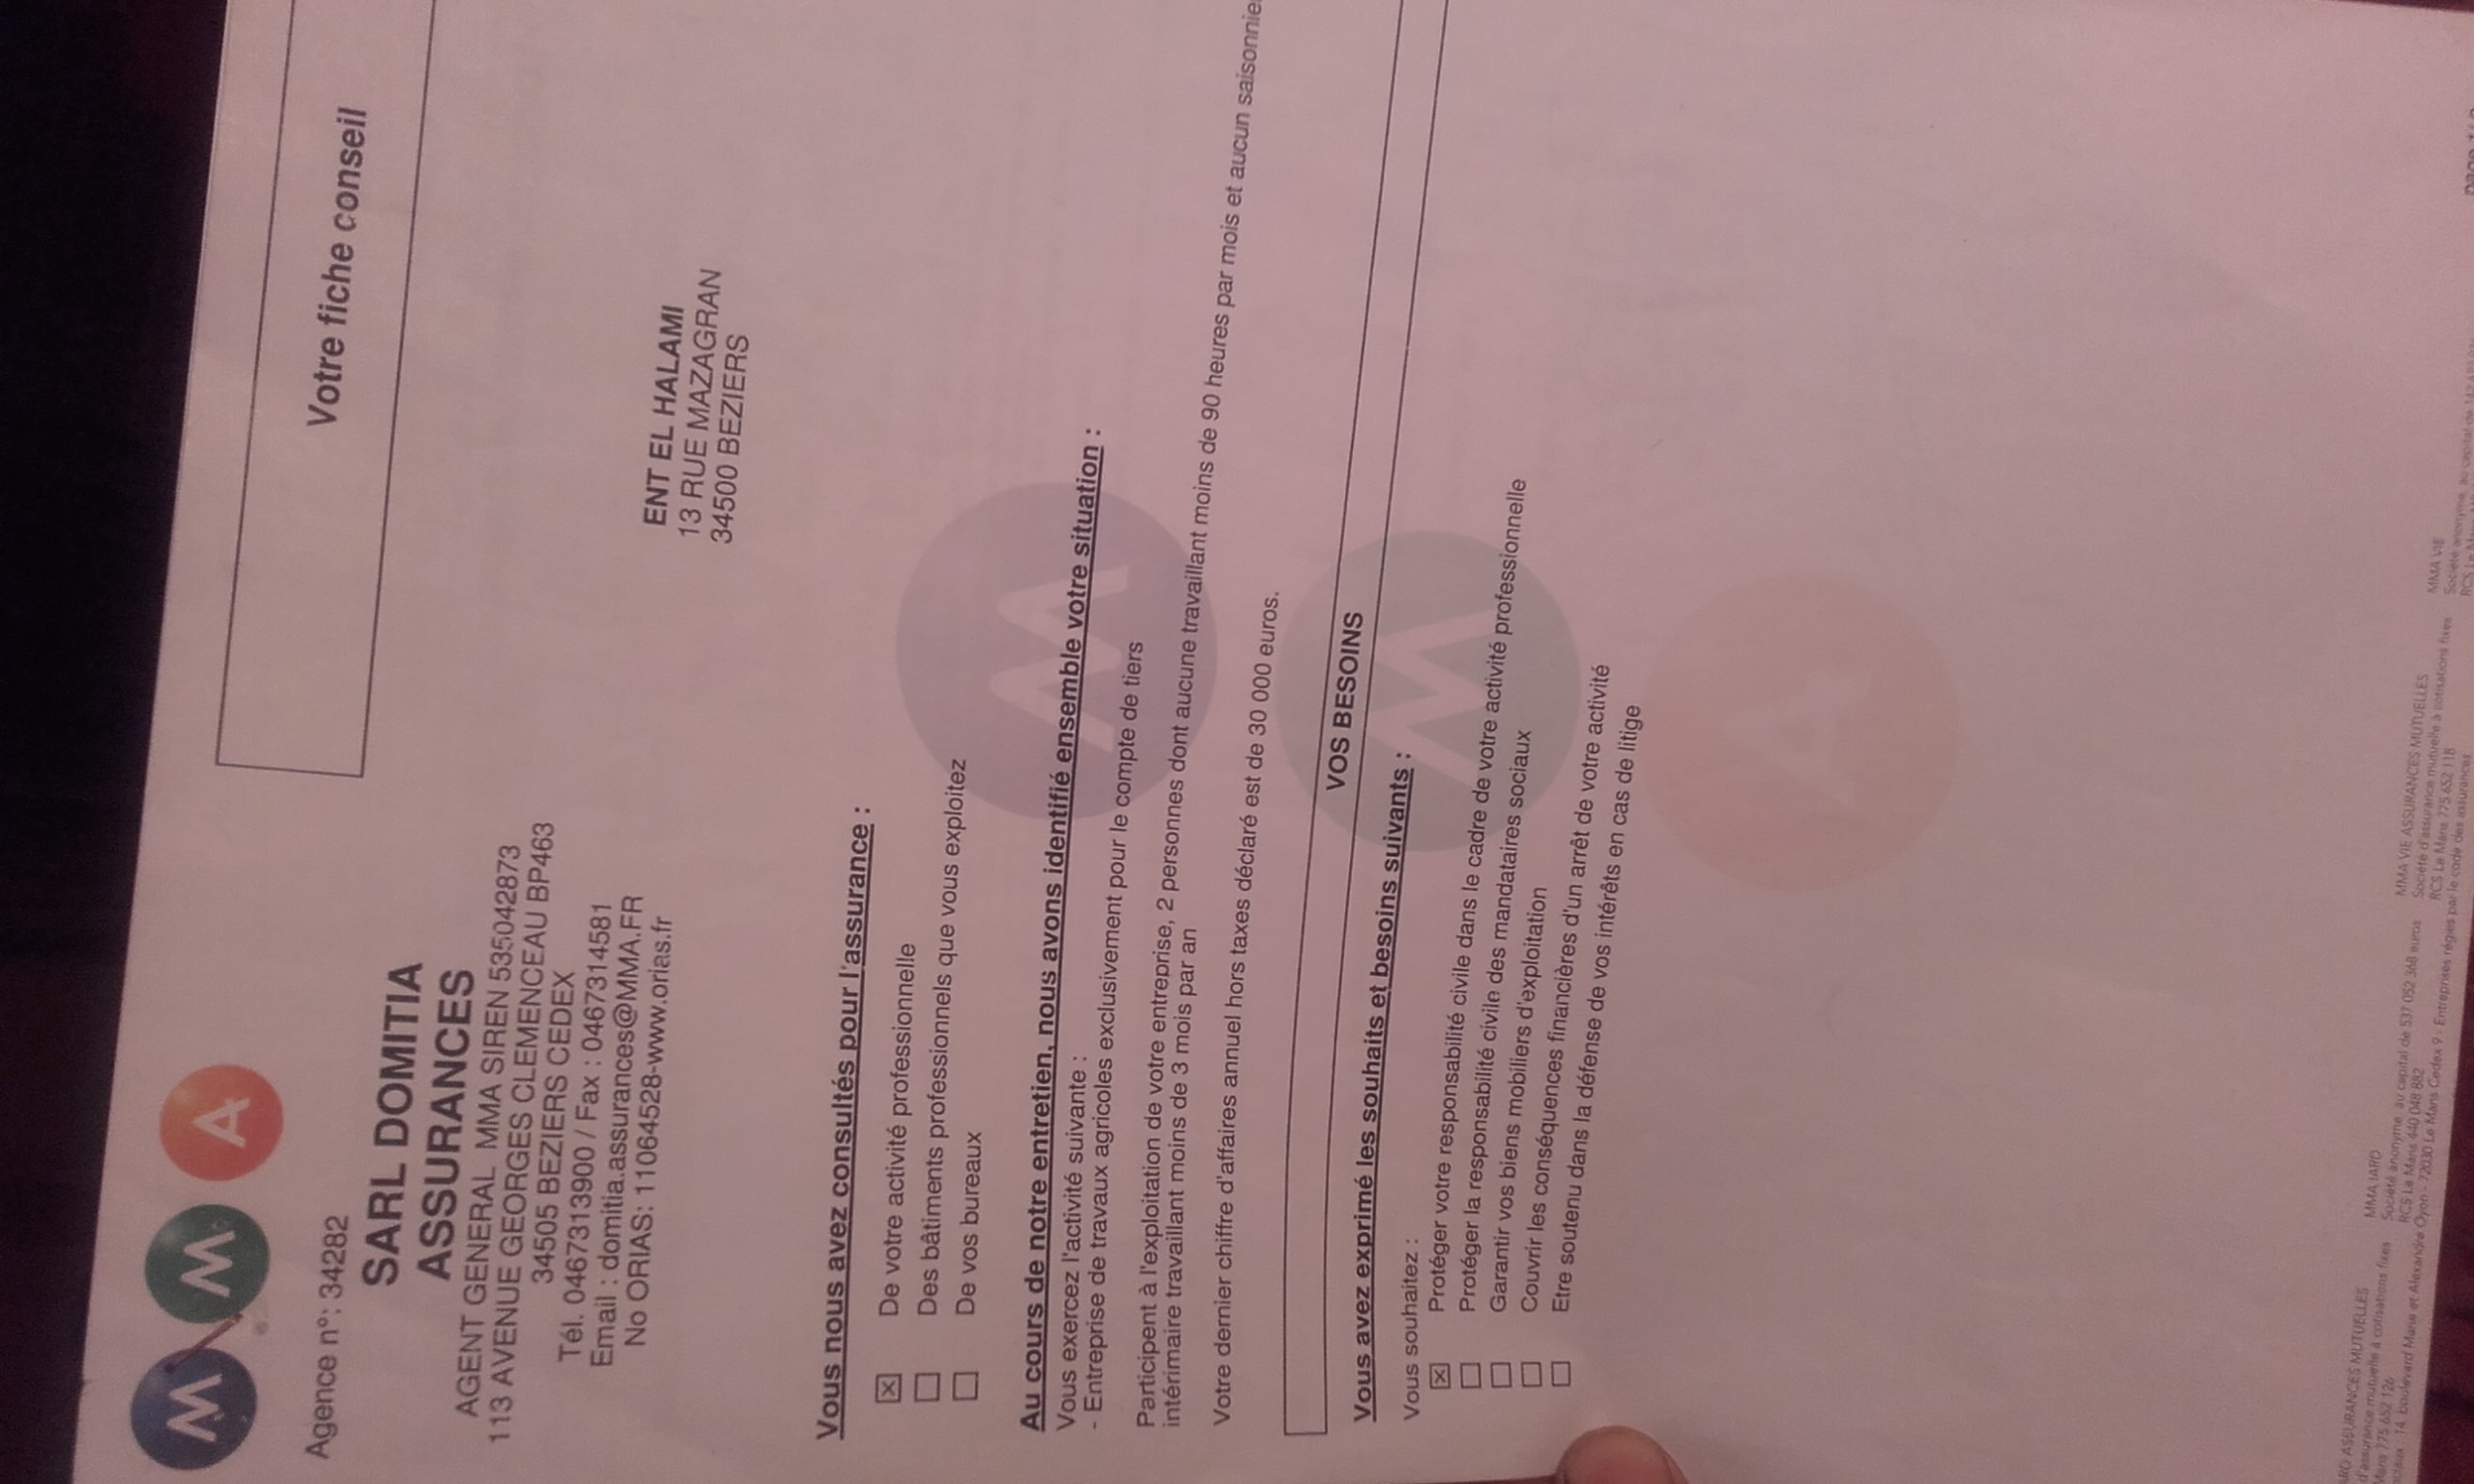 M M A
Votre fiche conseil
Agence n°: 34282
SARL DOMITIA
ASSURANCES
AGENT GENERAL MMA SIREN 535042873
113 AVENUE GEORGES CLEMENCEAU BP463
34505 BEZIERS CEDEX
Tél. 0467313900 / Fax : 0467314581
Email : domitia.assurances@MMA.FR
No ORIAS: 11064528-www.orias.fr
ENT EL HALAMI
13 RUE MAZAGRAN
34500 BEZIERS
Vous nous avez consultés pour l'assurance :
☒ De votre activité professionnelle
☐ Des bâtiments professionnels que vous exploitez
☐ De vos bureaux
Au cours de notre entretien, nous avons identifié ensemble votre situation :
Vous exercez l'activité suivante :
- Entreprise de travaux agricoles exclusivement pour le compte de tiers
Participent à l'exploitation de votre entreprise, 2 personnes dont aucune travaillant moins de 90 heures par mois et aucun saisonnie
intérimaire travaillant moins de 3 mois par an
Votre dernier chiffre d'affaires annuel hors taxes déclaré est de 30 000 euros.
VOS BESOINS
Vous avez exprimé les souhaits et besoins suivants :
Vous souhaitez :
☒ Protéger votre responsabilité civile dans le cadre de votre activité professionnelle
☐ Protéger la responsabilité civile des mandataires sociaux
☐ Garantir vos biens mobiliers d'exploitation
☐ Couvrir les conséquences financières d'un arrêt de votre activité
☐ Etre soutenu dans la défense de vos intérêts en cas de litige
M
M
A
ASSURANCES MUTUELLES
d'assurance mutuelle à cotisations fixes
Mans 775 652 126
MMA IARD
Société anonyme, au capital de 537 052 368 euros
RCS Le Mans 440 048 882
MMA VIE ASSURANCES MUTUELLES
Société d'assurance mutuelle à cotisations fixes
RCS Le Mans 775 652 118
MMA VIE
Société anonyme, au capital de
RCS Le
14, boulevard Marie et Alexandre Oyon - 72030 Le Mans Cedex 9 - Entreprises régies par le code des assurances
page